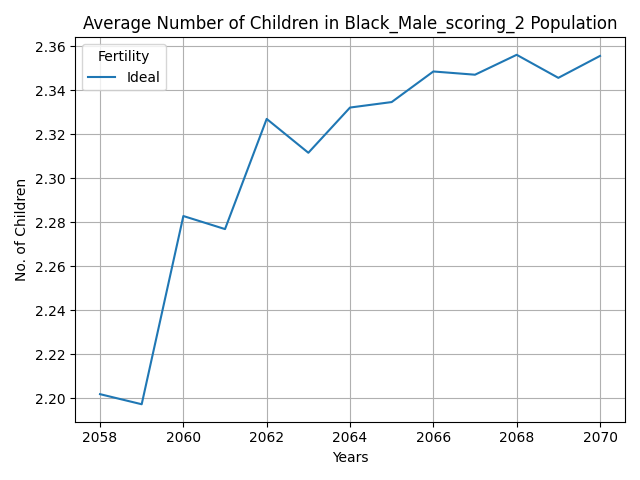 Average Number of Children in Black_Male_scoring_2 Population
Fertility
Ideal
No. of Children
2.36
2.34
2.32
2.30
2.28
2.26
2.24
2.22
2.20
2058 2060 2062 2064 2066 2068 2070
Years